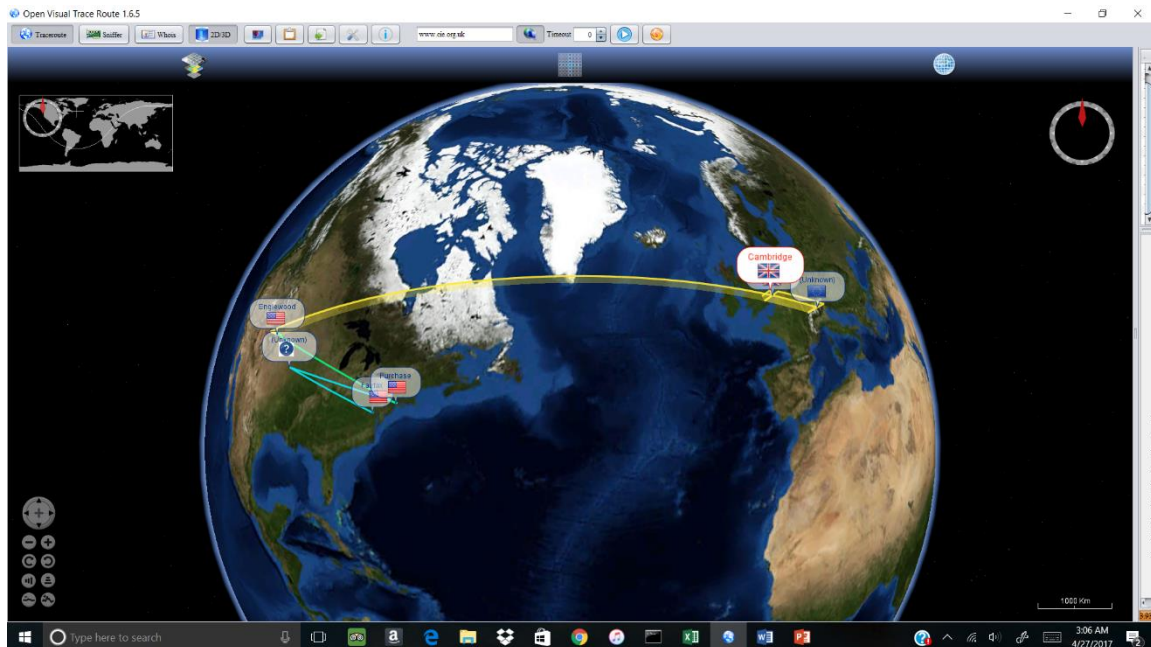 Open Visual Trace Route 1.6.5
Traceroute Sniffer Whois 2D/3D www.cie.org.uk Timeout 0
Cambridge
(Unknown)
Englewood
(Unknown)
?
Purchase
1000 Km
Type here to search
3:06 AM
4/27/2017
2